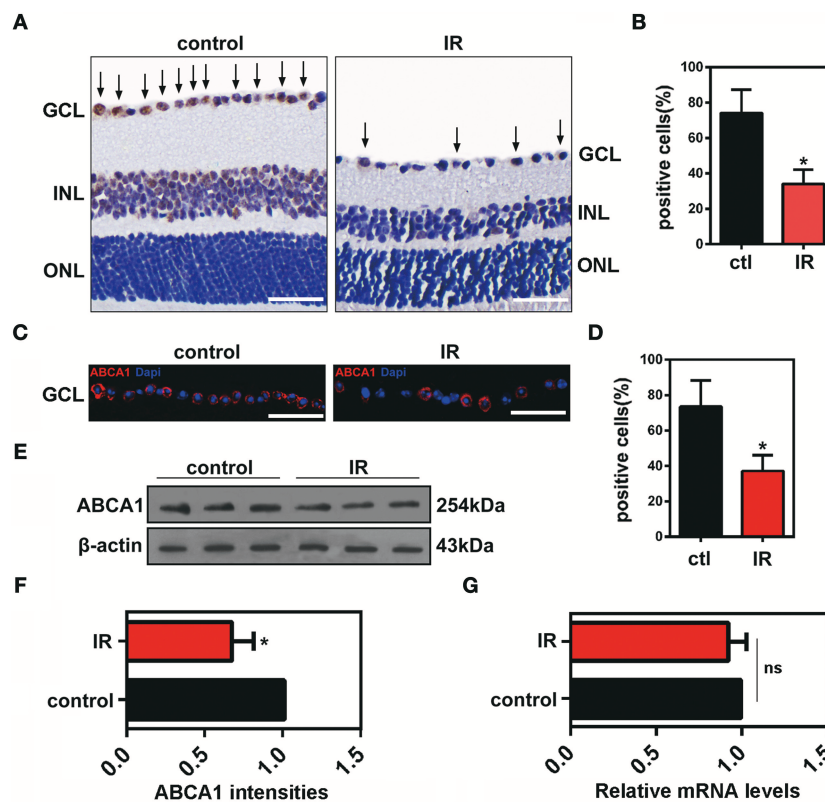 A
control
IR
GCL
INL
ONL
GCL
INL
ONL
B
positive cells(%)
100
80
60
40
20
0
*
ctl
IR
C
control
IR
GCL
ABCA1 Dapi
ABCA1 Dapi
D
positive cells(%)
100
80
60
40
20
0
*
ctl
IR
E
control
IR
ABCA1
254kDa
β-actin
43kDa
F
IR
*
control
0.0
0.5
1.0
1.5
ABCA1 intensities
G
IR
ns
control
0.0
0.5
1.0
1.5
Relative mRNA levels